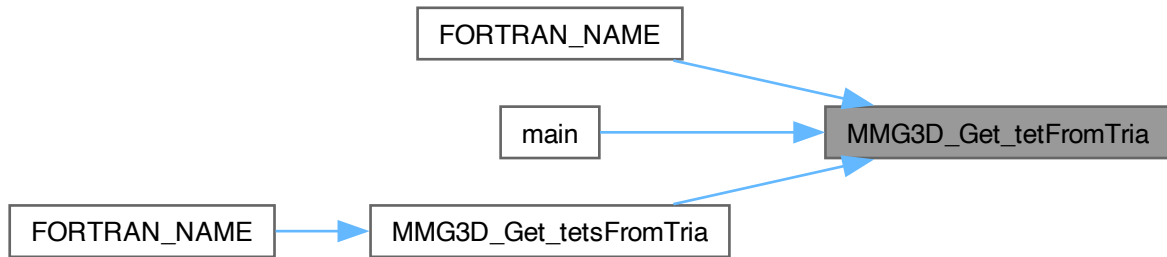 FORTRAN_NAME
main
MMG3D_Get_tetFromTria
FORTRAN_NAME
MMG3D_Get_tetsFromTria